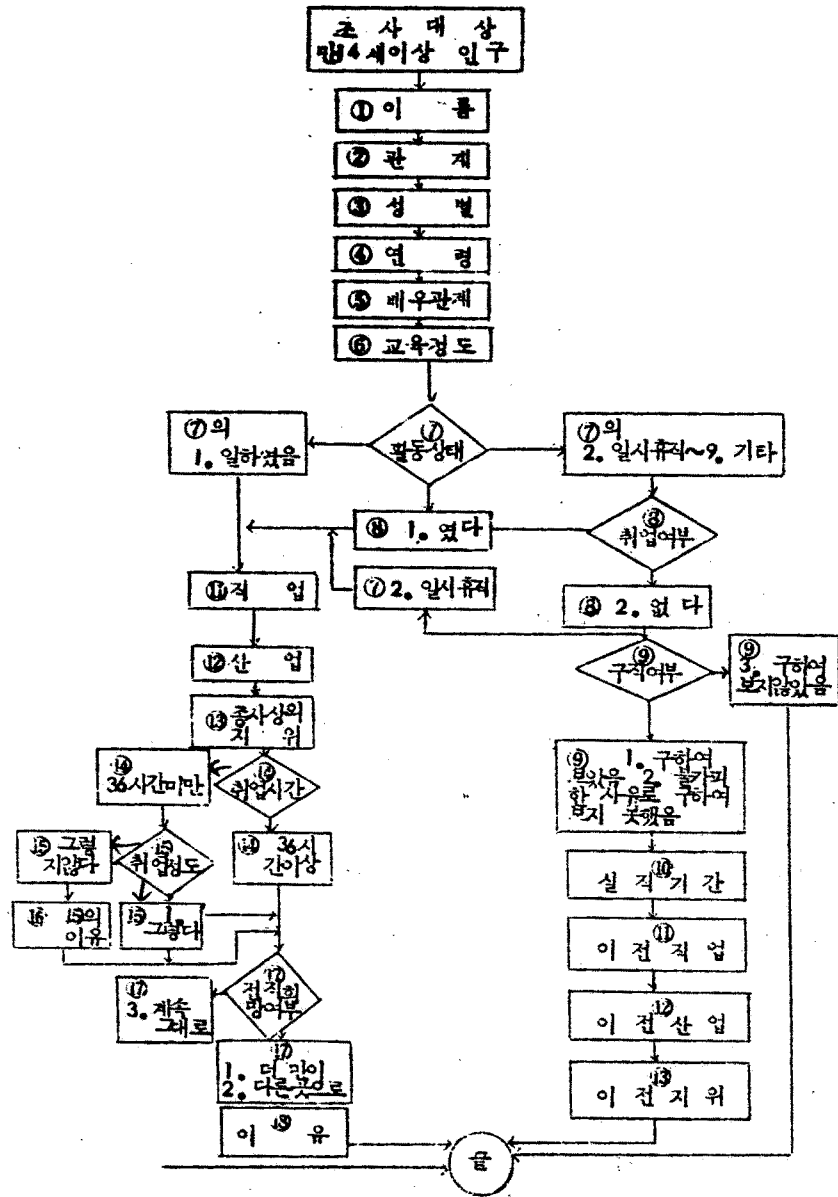 조 사 대 상
만14세이상 인구
① 이 름
② 관 계
③ 성 별
④ 연 령
⑤ 배우관계
⑥ 교육정도
⑦의
1. 일하였음
⑦
활동상태
⑦의
2. 일시휴직~9. 기타
⑧ 1. 였다
⑧
취업여부
⑦ 2. 일시휴직
⑧ 2. 없다
⑪ 직 업
⑨
구직여부
⑨
3. 구하여
보지않았음
⑫ 산 업
⑬ 종사상의
지 위
⑭
36시간미만
⑭
취업시간
⑨ 1. 구하여
보았음 2. 불가피
한 사유로 구하여
보지 못했음
⑮ 그렇
지않다
⑮
취업정도
⑭ 36시
간이상
⑩
실 직 기 간
⑯ ⑮의
이유
⑮ 1.
그렇다
⑪
이 전 직 업
⑰
3. 계속
그대로
⑰
전직희
망여부
⑫
이 전 산 업
⑰
1. 더 많이
2. 다른곳으로
⑬
이 전 지 위
⑱
이 유
끝